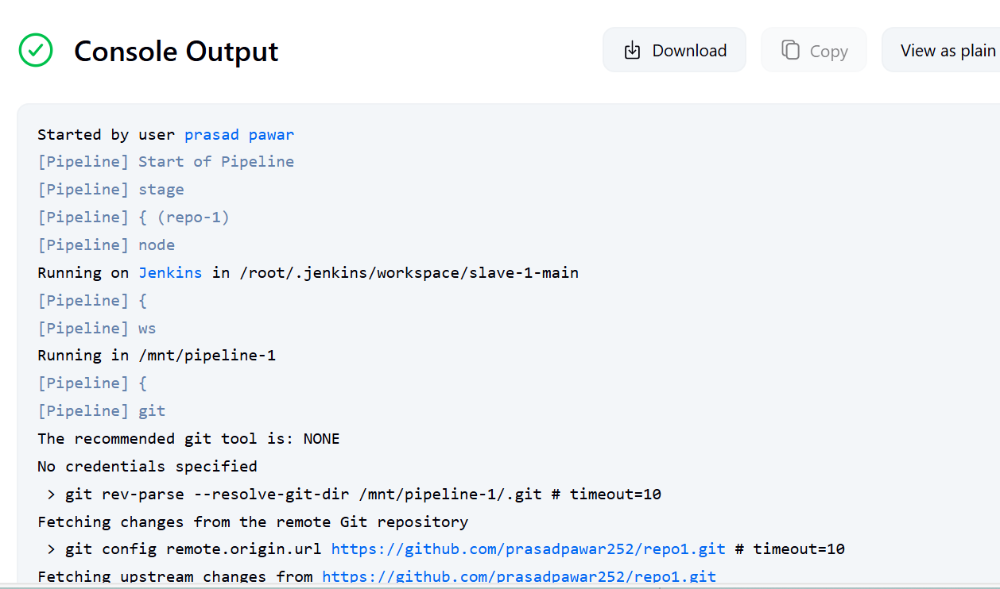 Console Output
Download
Copy
View as plain
Started by user prasad pawar
[Pipeline] Start of Pipeline
[Pipeline] stage
[Pipeline] { (repo-1)
[Pipeline] node
Running on Jenkins in /root/.jenkins/workspace/slave-1-main
[Pipeline] {
[Pipeline] ws
Running in /mnt/pipeline-1
[Pipeline] {
[Pipeline] git
The recommended git tool is: NONE
No credentials specified
 > git rev-parse --resolve-git-dir /mnt/pipeline-1/.git # timeout=10
Fetching changes from the remote Git repository
 > git config remote.origin.url https://github.com/prasadpawar252/repo1.git # timeout=10
Fetching upstream changes from https://github.com/prasadpawar252/repo1.git